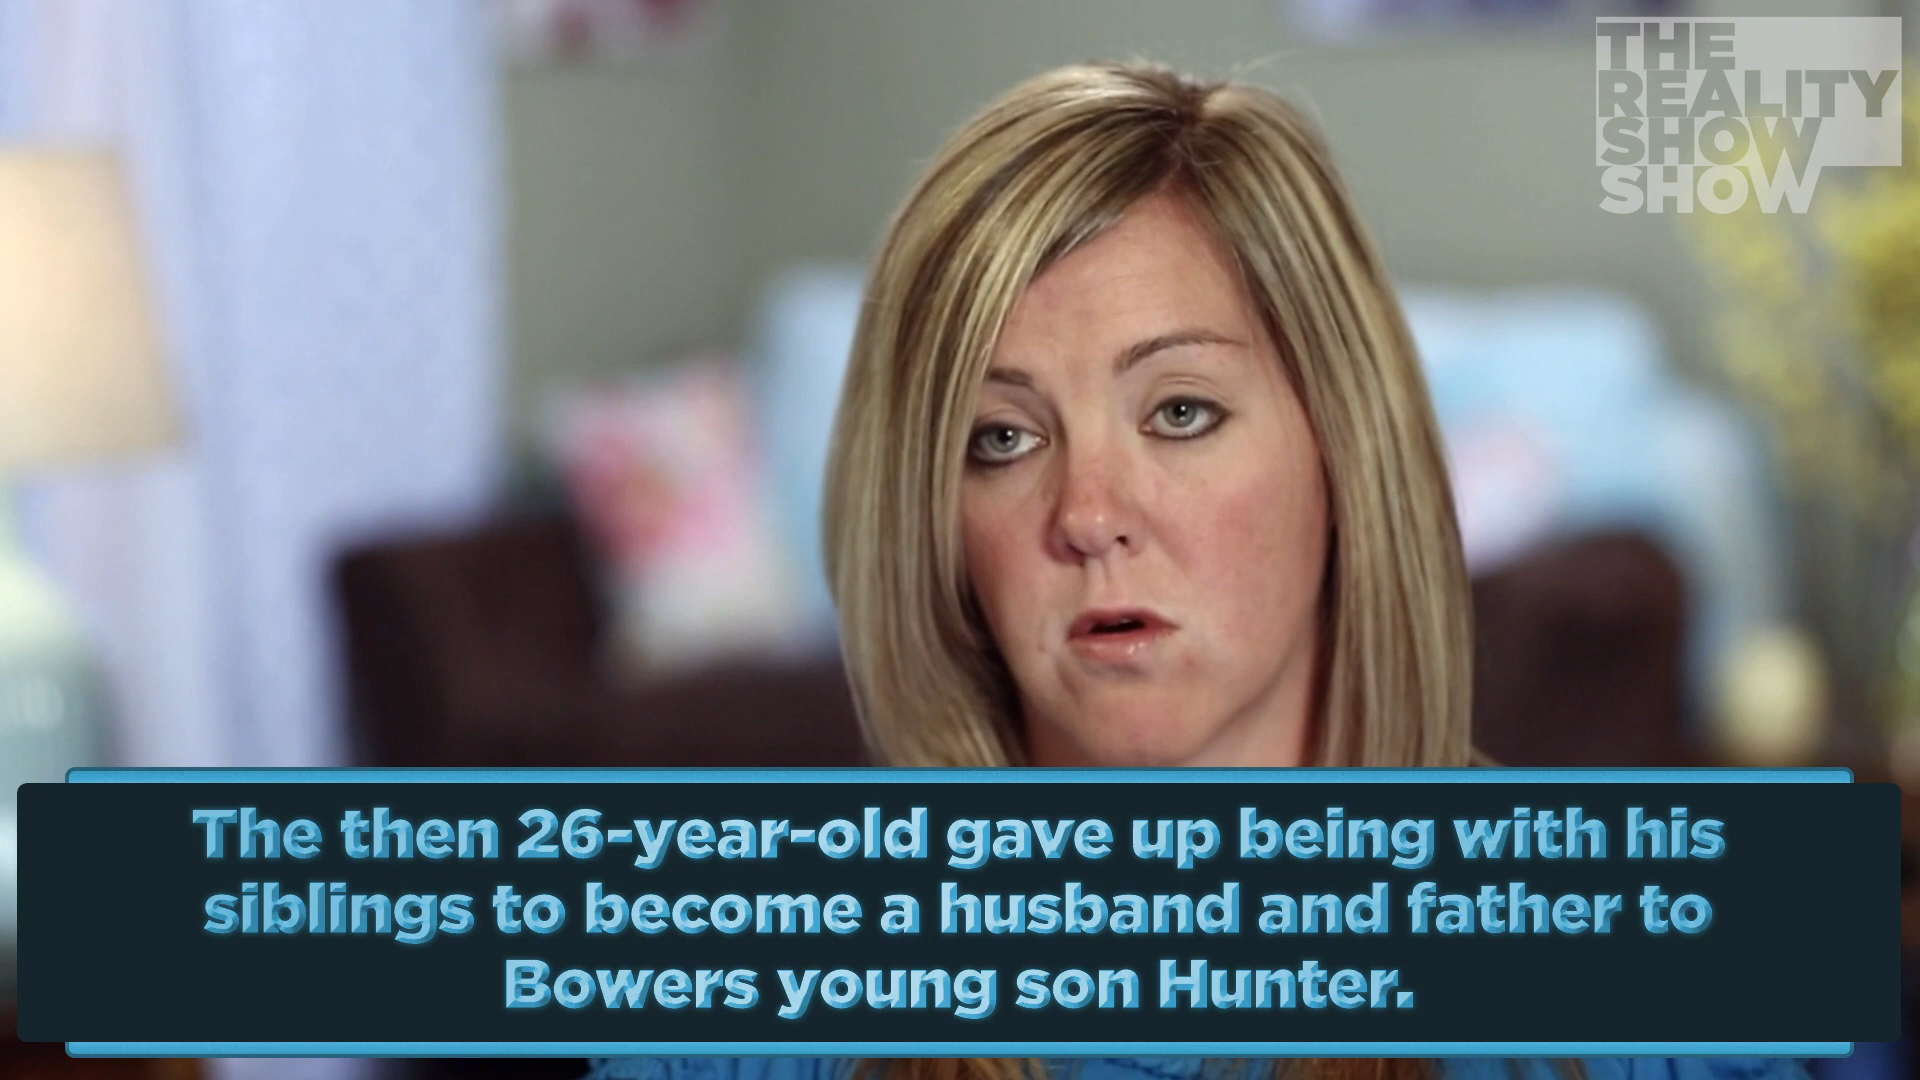 THE
REALITY
SHOW
SHOW
The then 26-year-old gave up being with his
siblings to become a husband and father to
Bowers young son Hunter.